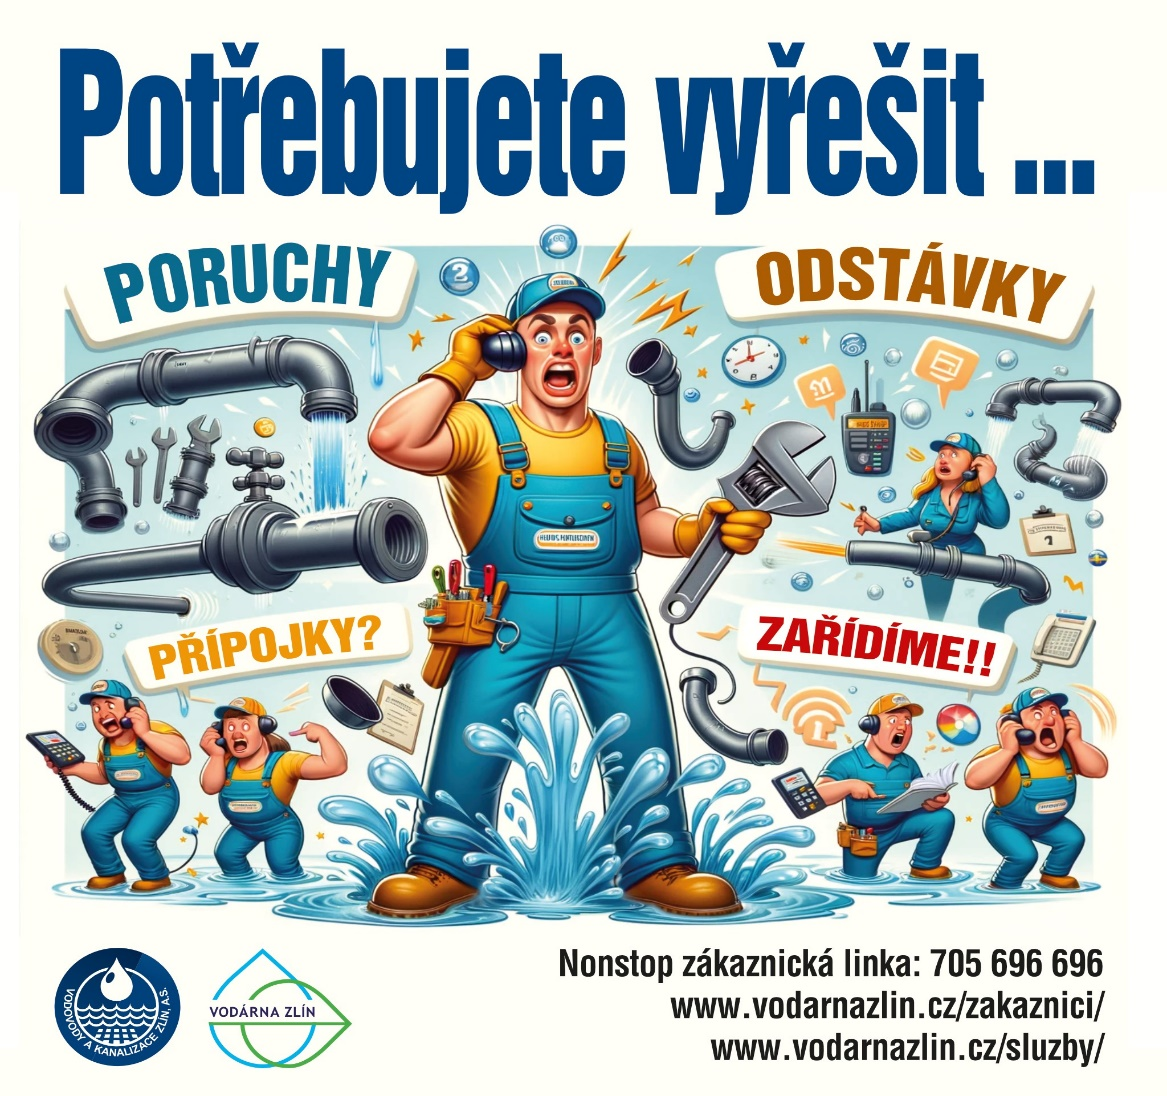 Potřebujete vyřešit ...
PORUCHY
ODSTÁVKY
PŘÍPOJKY?
ZAŘÍDÍME!!
VODOVODY A KANALIZACE ZLÍN, A.S.
VODÁRNA ZLÍN
Nonstop zákaznická linka: 705 696 696
www.vodarnazlin.cz/zakaznici/
www.vodarnazlin.cz/sluzby/